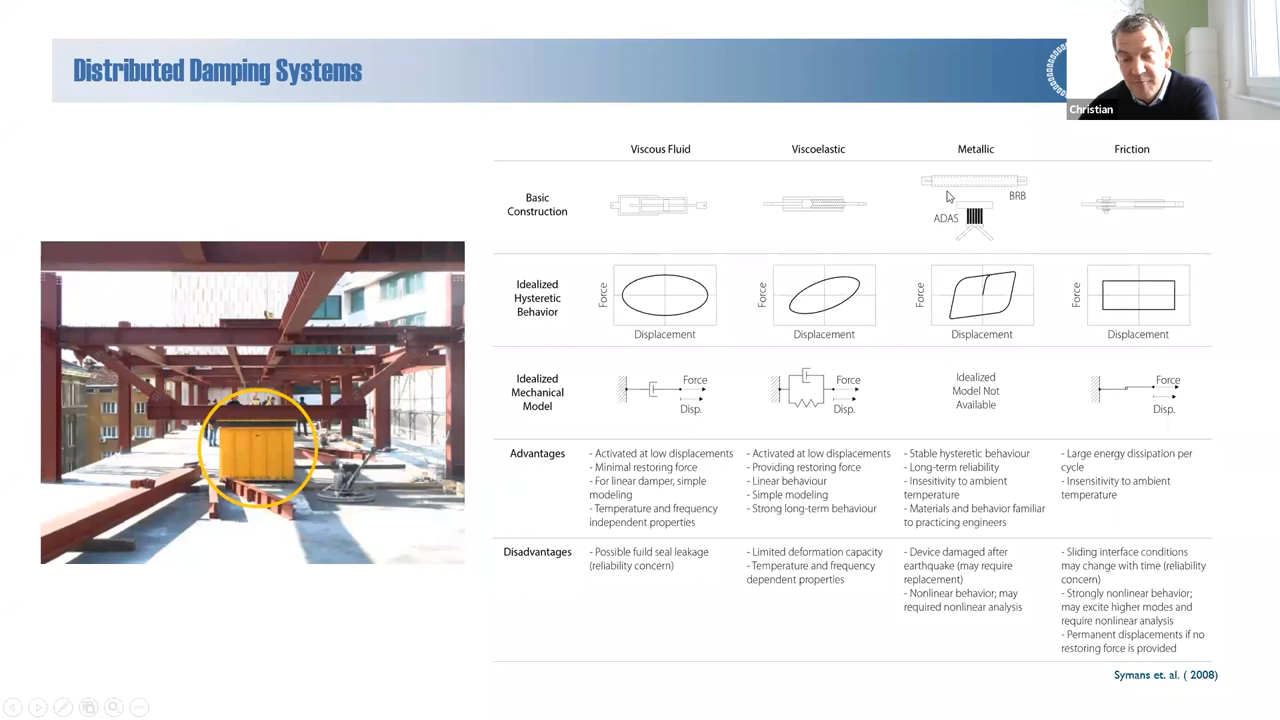 Distributed Damping Systems
Christian
Viscous Fluid
Viscoelastic
Metallic
Friction
Basic
Construction
BRB
ADAS
Idealized
Hysteretic
Behavior
Force
Displacement
Force
Displacement
Force
Displacement
Force
Displacement
Idealized
Mechanical
Model
Force
Disp.
Force
Disp.
Idealized
Model Not
Available
Force
Disp.
Advantages
- Activated at low displacements
- Minimal restoring force
- For linear damper, simple
modeling
- Temperature and frequency
independent properties
- Activated at low displacements
- Providing restoring force
- Linear behaviour
- Simple modeling
- Strong long-term behaviour
- Stable hysteretic behaviour
- Long-term reliability
- Insesitivity to ambient
temperature
- Materials and behavior familiar
to practicing engineers
- Large energy dissipation per
cycle
- Insensitivity to ambient
temperature
Disadvantages
- Possible fuild seal leakage
(reliability concern)
- Limited deformation capacity
- Temperature and frequency
dependent properties
- Device damaged after
earthquake (may require
replacement)
- Nonlinear behavior; may
required nonlinear analysis
- Sliding interface conditions
may change with time (reliability
concern)
- Strongly nonlinear behavior;
may excite higher modes and
require nonlinear analysis
- Permanent displacements if no
restoring force is provided
Symans et. al. ( 2008)